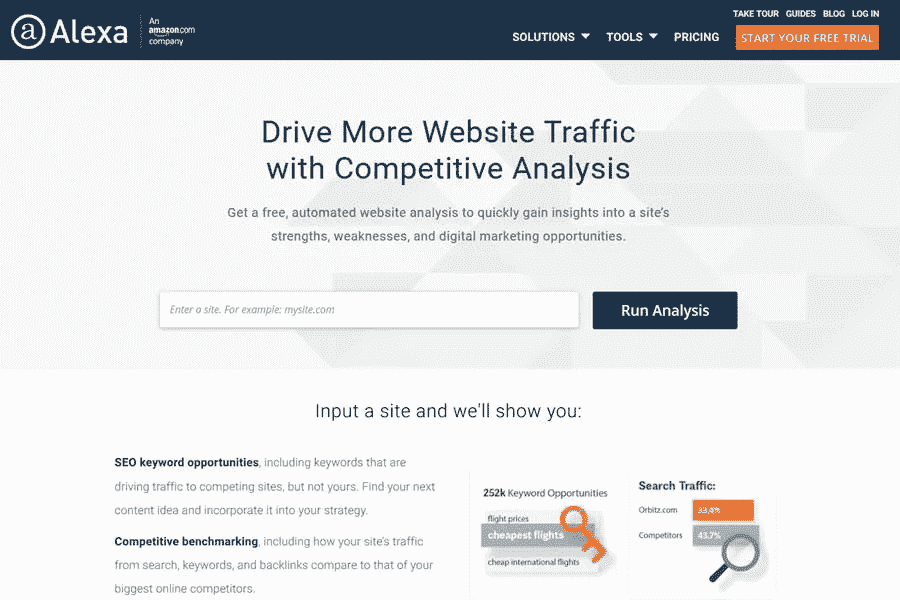 Alexa
An
amazon.com
company
TAKE TOUR GUIDES BLOG LOG IN
SOLUTIONS TOOLS PRICING START YOUR FREE TRIAL
Drive More Website Traffic
with Competitive Analysis
Get a free, automated website analysis to quickly gain insights into a site's
strengths, weaknesses, and digital marketing opportunities.
Enter a site. For example: mysite.com
Run Analysis
Input a site and we'll show you:
SEO keyword opportunities, including keywords that are
driving traffic to competing sites, but not yours. Find your next
content idea and incorporate it into your strategy.
Competitive benchmarking, including how your site's traffic
from search, keywords, and backlinks compare to that of your
biggest online competitors.
252k Keyword Opportunities
flight prices
cheapest flights
cheap international flights
Search Traffic:
Orbitz.com 33.4%
Competitors 43.7%